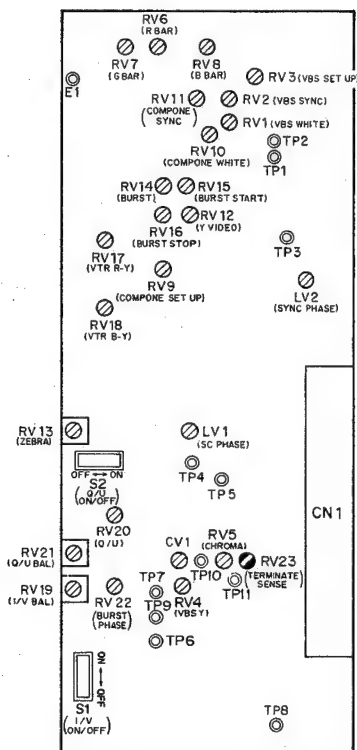 RV6
(R BAR)
RV7
(G BAR)
RV8
(B BAR)
E1
RV3 (VBS SET UP)
RV11
(COMPONE
SYNC)
RV2 (VBS SYNC)
RV1 (VBS WHITE)
RV10
(COMPONE WHITE)
TP2
TP1
RV14
(BURST)
RV15
(BURST START)
RV16
(BURST STOP)
RV12
(Y VIDEO)
RV17
(VTR R-Y)
TP3
RV9
(COMPONE SET UP)
LV2
(SYNC PHASE)
RV18
(VTR B-Y)
RV13
(ZEBRA)
LV1
(SC PHASE)
OFF ↔ ON
S2
(Q/U
ON/OFF)
TP4
TP5
CN1
RV20
(Q/U)
RV21
(Q/U BAL)
CV1
RV5
(CHROMA)
TP10
RV23
(TERMINATE
SENSE)
TP11
RV19
(I/V BAL)
RV22
(BURST
PHASE)
TP7
TP9
RV4
(VBS Y)
TP6
ON ↔ OFF
S1
(I/V
ON/OFF)
TP8